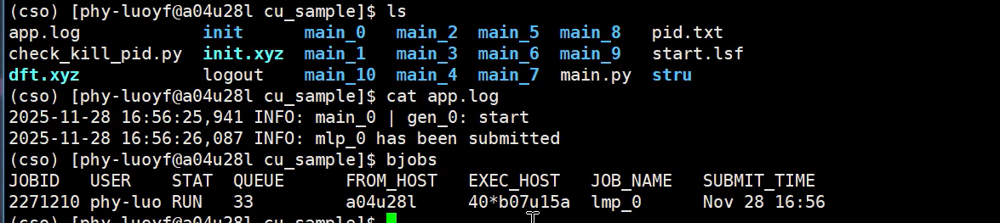 (cso) [phy-luoyf@a04u28l cu_sample]$ ls
app.log            init      main_0   main_2  main_5  main_8   pid.txt
check_kill_pid.py  init.xyz  main_1   main_3  main_6  main_9   start.lsf
dft.xyz            logout    main_10  main_4  main_7  main.py  stru
(cso) [phy-luoyf@a04u28l cu_sample]$ cat app.log
2025-11-28 16:56:25,941 INFO: main_0 | gen_0: start
2025-11-28 16:56:26,087 INFO: mlp_0 has been submitted
(cso) [phy-luoyf@a04u28l cu_sample]$ bjobs
JOBID   USER    STAT  QUEUE      FROM_HOST   EXEC_HOST   JOB_NAME   SUBMIT_TIME
2271210 phy-luo RUN   33         a04u28l     40*b07u15a  lmp_0      Nov 28 16:56
(cso) [phy-luoyf@a04u28l cu_sample]$